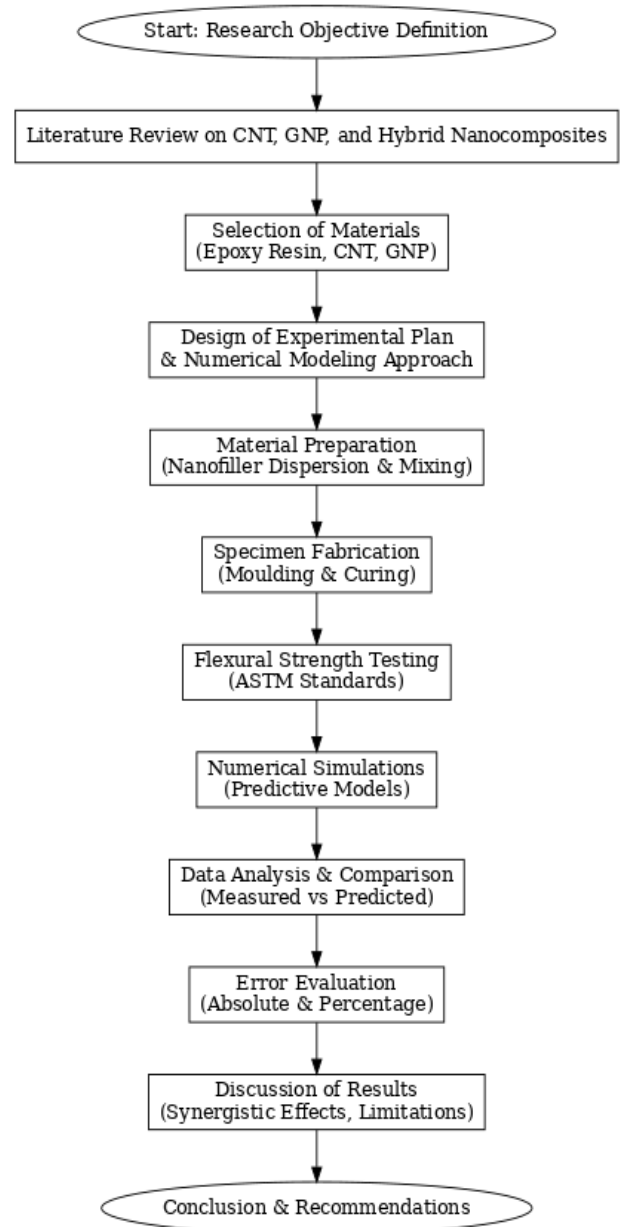 Start: Research Objective Definition
Literature Review on CNT, GNP, and Hybrid Nanocomposites
Selection of Materials
(Epoxy Resin, CNT, GNP)
Design of Experimental Plan
& Numerical Modeling Approach
Material Preparation
(Nanofiller Dispersion & Mixing)
Specimen Fabrication
(Moulding & Curing)
Flexural Strength Testing
(ASTM Standards)
Numerical Simulations
(Predictive Models)
Data Analysis & Comparison
(Measured vs Predicted)
Error Evaluation
(Absolute & Percentage)
Discussion of Results
(Synergistic Effects, Limitations)
Conclusion & Recommendations